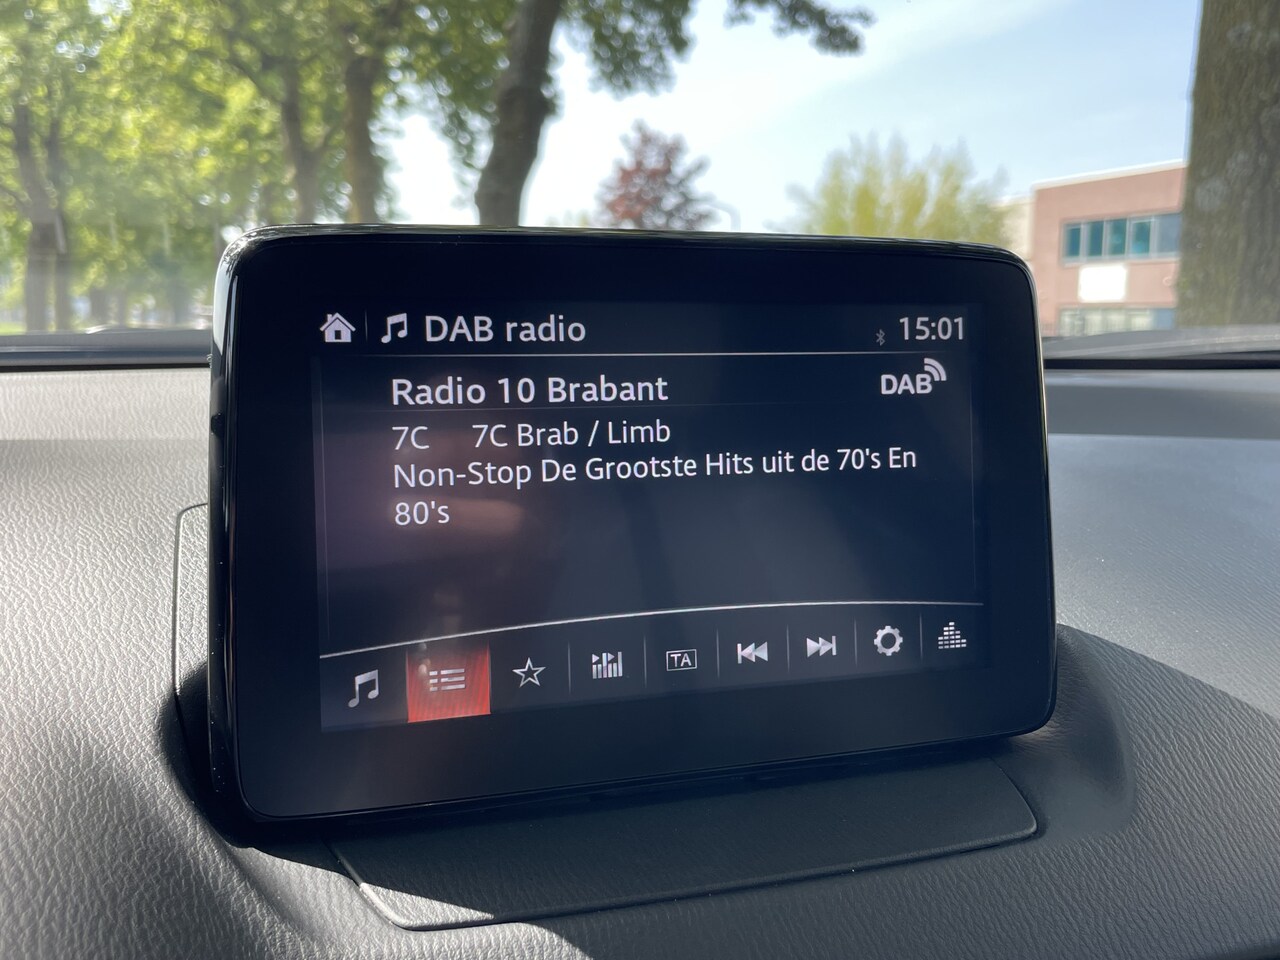 DAB radio 15:01
Radio 10 Brabant DAB
7C 7C Brab / Limb
Non-Stop De Grootste Hits uit de 70's En
80's
TA